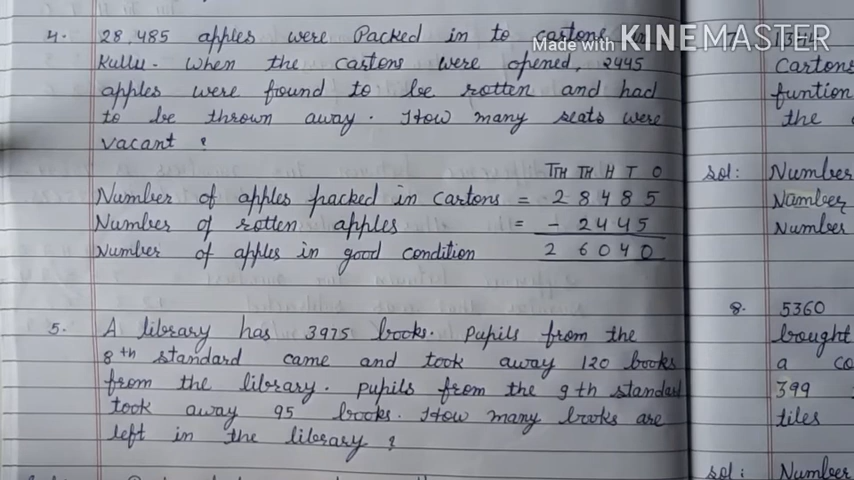 4. 28,485 apples were Packed in to cartons in
Kullu. When the cartons were opened, 2445
apples were found to be rotten and had
to be thrown away. How many seats were
vacant ?
TTH TH H T O
Number of apples packed in cartons = 2 8 4 8 5
Number of rotten apples = - 2 4 4 5
Number of apples in good condition 2 6 0 4 0
5. A library has 3975 books. Pupils from the
8th standard came and took away 120 books
from the library. Pupils from the 9th standard
took away 95 books. How many books are
left in the library ?
Made with KINEMASTER
Cartons
funtion
the
sol: Number
Number
Number
8. 5360
bought
a co
399
tiles
sol: Number